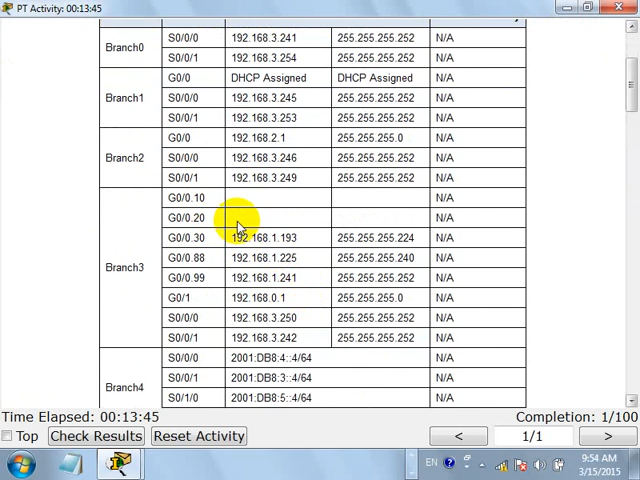 PT Activity: 00:13:45
Branch0 S0/0/0 192.168.3.241 255.255.255.252 N/A
S0/0/1 192.168.3.254 255.255.255.252 N/A
Branch1 G0/0 DHCP Assigned DHCP Assigned N/A
S0/0/0 192.168.3.245 255.255.255.252 N/A
S0/0/1 192.168.3.253 255.255.255.252 N/A
Branch2 G0/0 192.168.2.1 255.255.255.0 N/A
S0/0/0 192.168.3.246 255.255.255.252 N/A
S0/0/1 192.168.3.249 255.255.255.252 N/A
Branch3 G0/0.10 N/A
G0/0.20 N/A
G0/0.30 192.168.1.193 255.255.255.224 N/A
G0/0.88 192.168.1.225 255.255.255.240 N/A
G0/0.99 192.168.1.241 255.255.255.240 N/A
G0/1 192.168.0.1 255.255.255.0 N/A
S0/0/0 192.168.3.250 255.255.255.252 N/A
S0/0/1 192.168.3.242 255.255.255.252 N/A
Branch4 S0/0/0 2001:DB8:4::4/64 N/A
S0/0/1 2001:DB8:3::4/64 N/A
S0/1/0 2001:DB8:5::4/64 N/A
Time Elapsed: 00:13:45 Completion: 1/100
Top Check Results Reset Activity < 1/1 >
EN 9:54 AM
3/15/2015